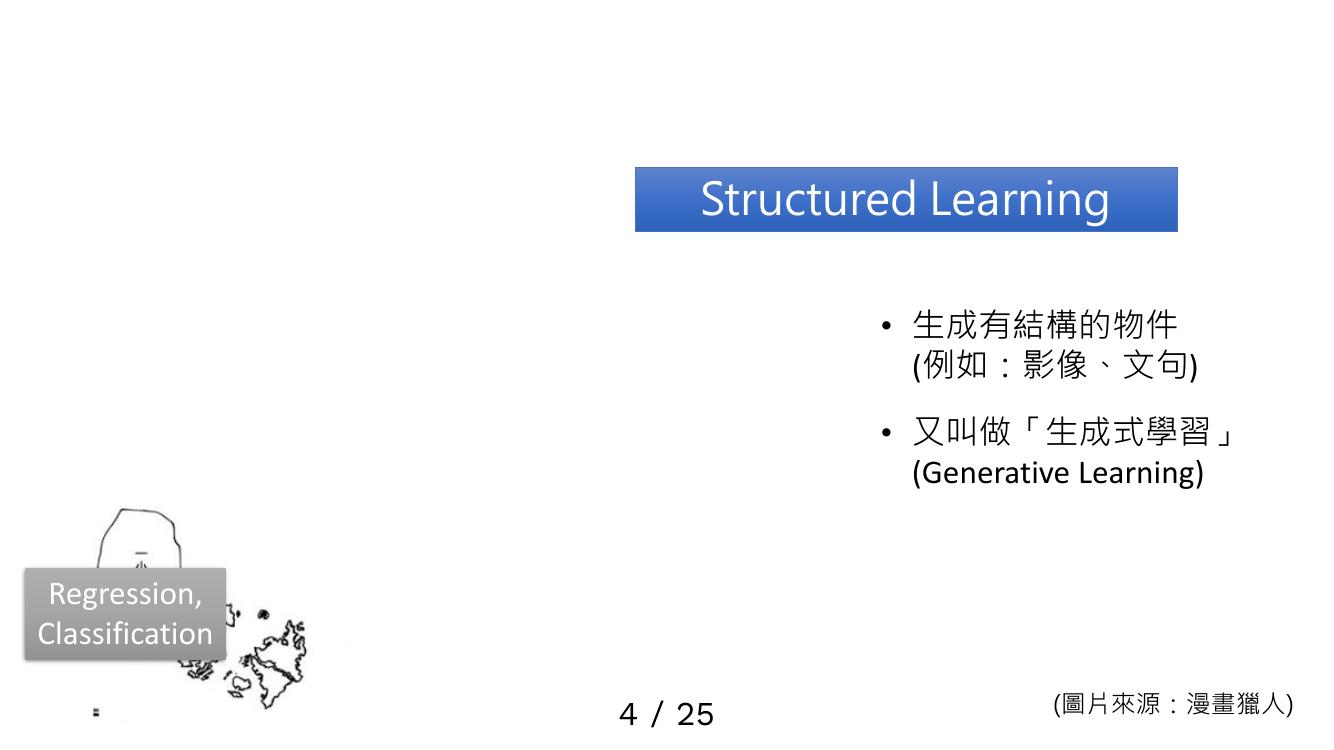 Structured Learning
• 生成有結構的物件
(例如：影像、文句)
• 又叫做「生成式學習」
(Generative Learning)
Regression,
Classification
4 / 25
(圖片來源：漫畫獵人)